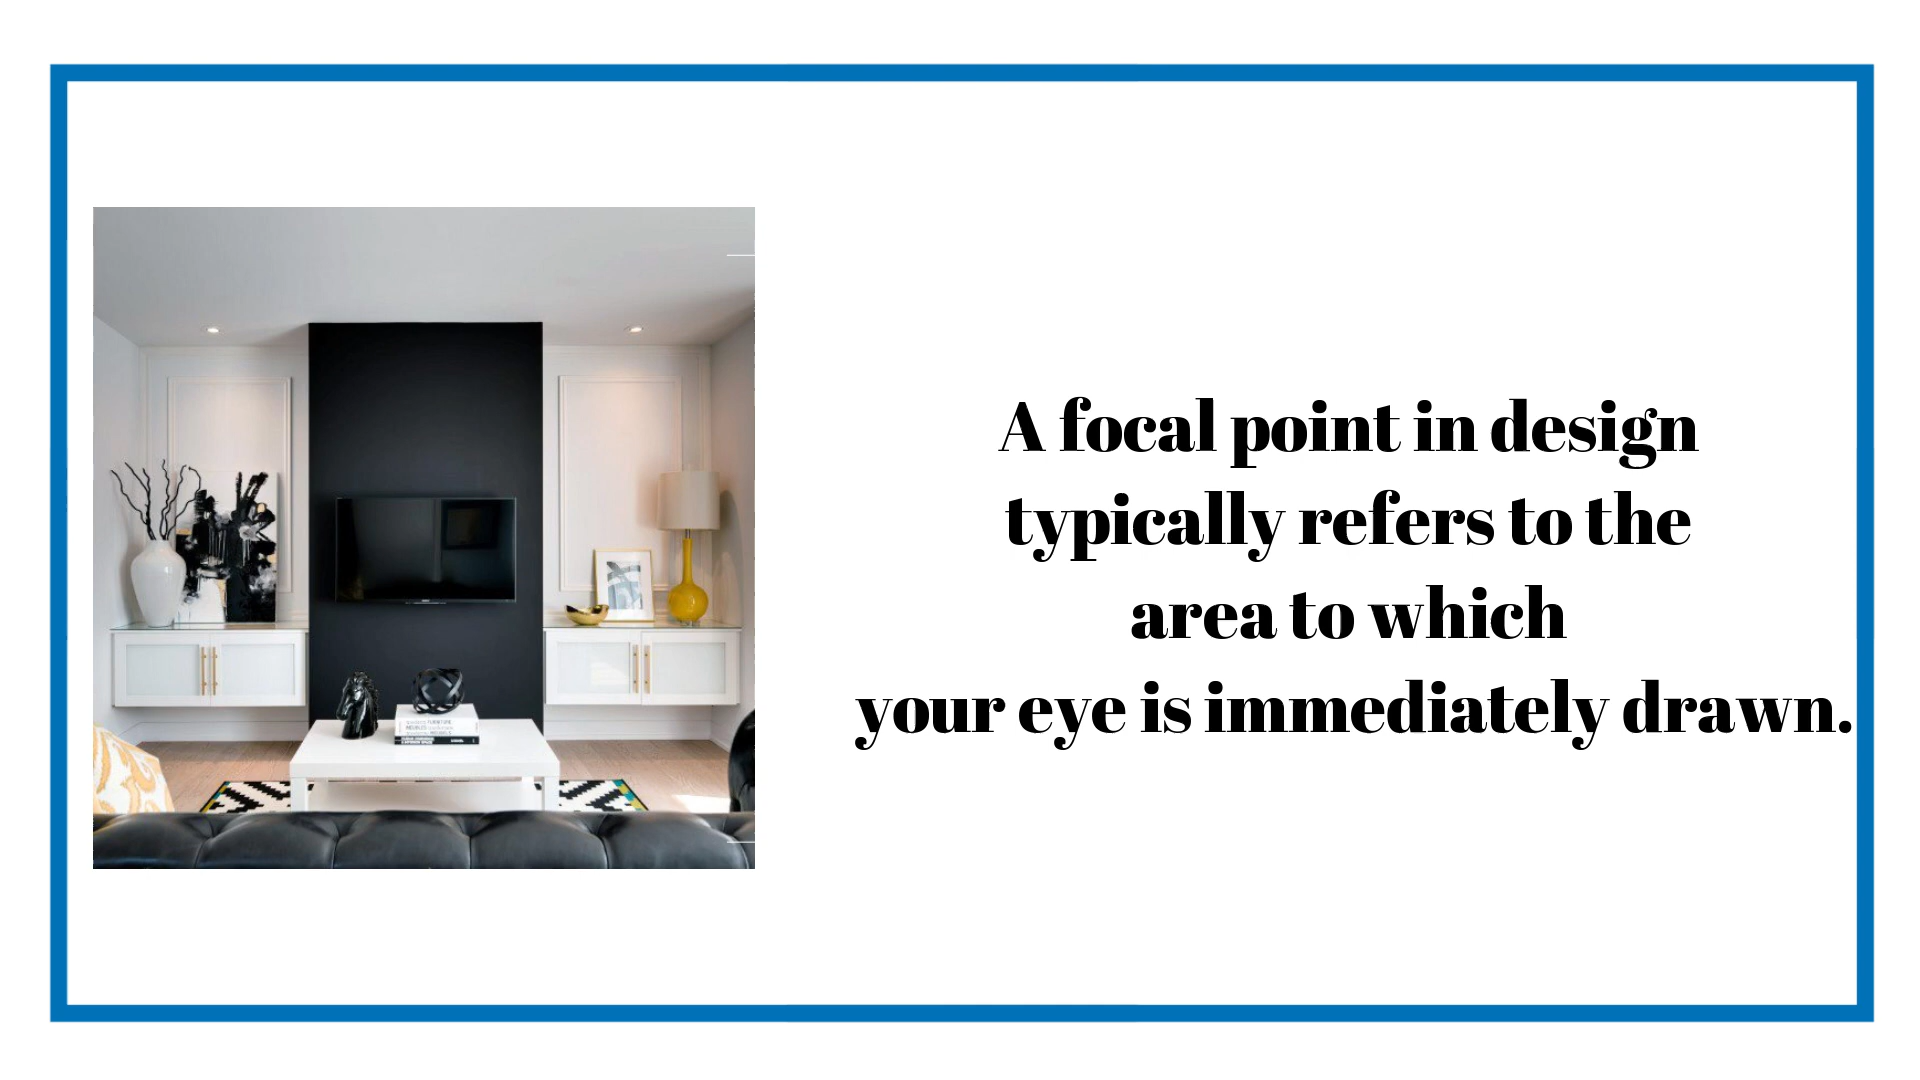 A focal point in design
typically refers to the
area to which
your eye is immediately drawn.